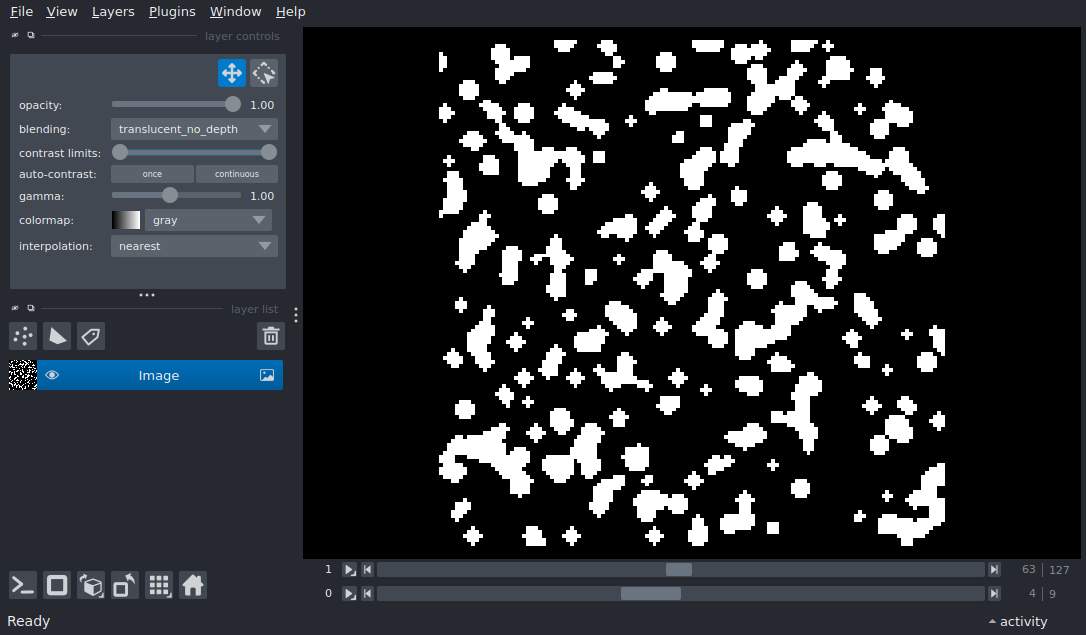 File View Layers Plugins Window Help
layer controls
opacity: 1.00
blending: translucent_no_depth
contrast limits:
auto-contrast: once continuous
gamma: 1.00
colormap: gray
interpolation: nearest
layer list
Image
1 63 127
0 4 9
Ready activity